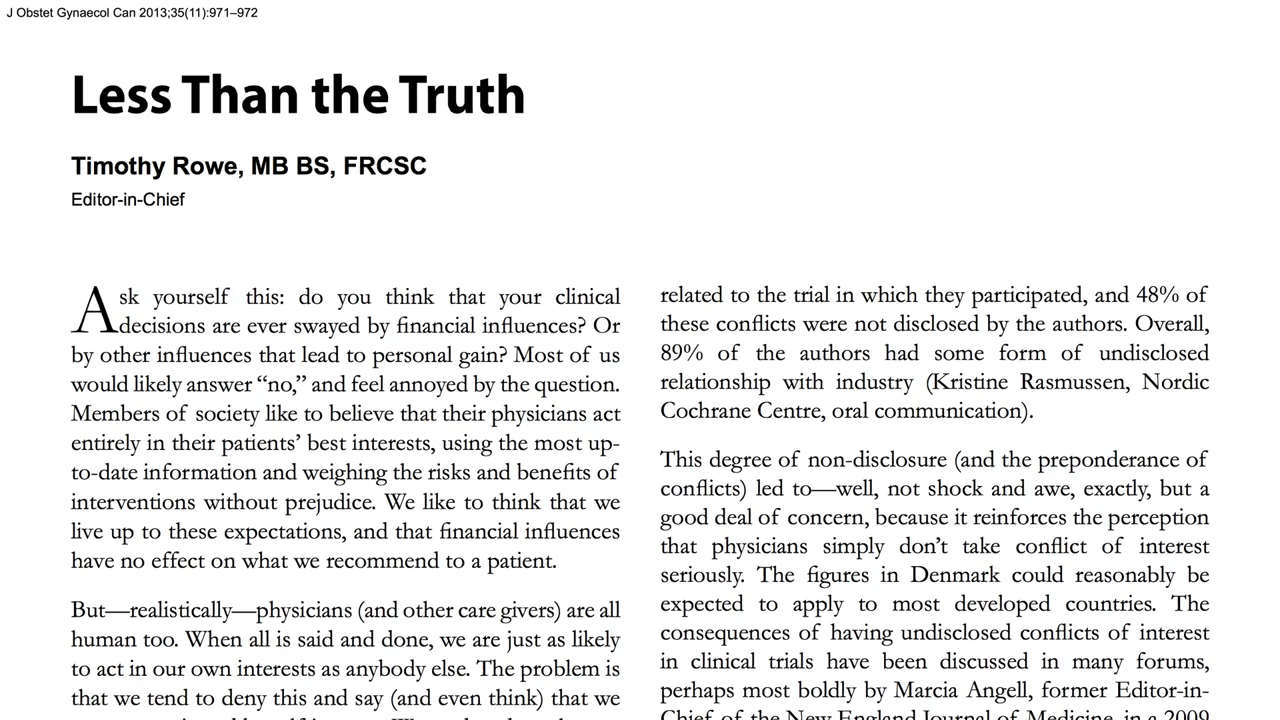 J Obstet Gynaecol Can 2013;35(11):971–972
Less Than the Truth
Timothy Rowe, MB BS, FRCSC
Editor-in-Chief
Ask yourself this: do you think that your clinical
decisions are ever swayed by financial influences? Or
by other influences that lead to personal gain? Most of us
would likely answer “no,” and feel annoyed by the question.
Members of society like to believe that their physicians act
entirely in their patients’ best interests, using the most up-
to-date information and weighing the risks and benefits of
interventions without prejudice. We like to think that we
live up to these expectations, and that financial influences
have no effect on what we recommend to a patient.
But—realistically—physicians (and other care givers) are all
human too. When all is said and done, we are just as likely
to act in our own interests as anybody else. The problem is
that we tend to deny this and say (and even think) that we
related to the trial in which they participated, and 48% of
these conflicts were not disclosed by the authors. Overall,
89% of the authors had some form of undisclosed
relationship with industry (Kristine Rasmussen, Nordic
Cochrane Centre, oral communication).
This degree of non-disclosure (and the preponderance of
conflicts) led to—well, not shock and awe, exactly, but a
good deal of concern, because it reinforces the perception
that physicians simply don’t take conflict of interest
seriously. The figures in Denmark could reasonably be
expected to apply to most developed countries. The
consequences of having undisclosed conflicts of interest
in clinical trials have been discussed in many forums,
perhaps most boldly by Marcia Angell, former Editor-in-
Chief of the New England Journal of Medicine, in a 2009